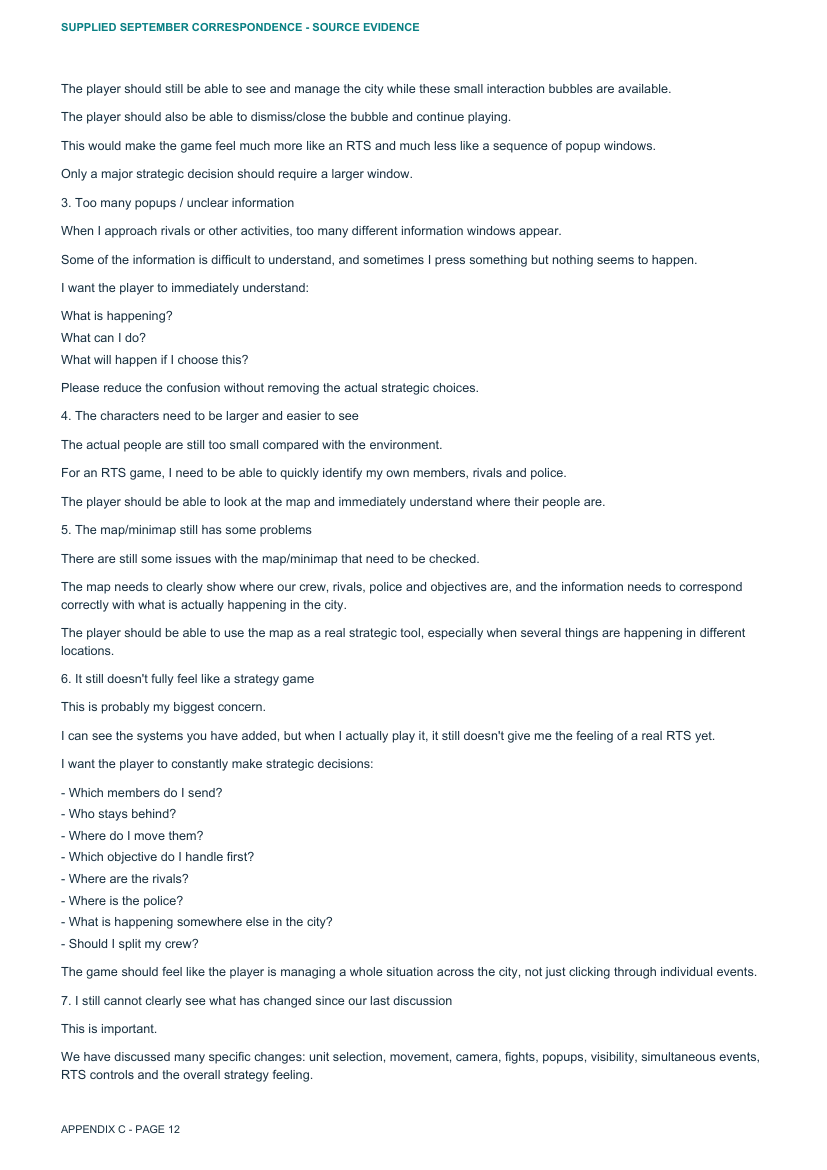 SUPPLIED SEPTEMBER CORRESPONDENCE - SOURCE EVIDENCE
The player should still be able to see and manage the city while these small interaction bubbles are available.
The player should also be able to dismiss/close the bubble and continue playing.
This would make the game feel much more like an RTS and much less like a sequence of popup windows.
Only a major strategic decision should require a larger window.
3. Too many popups / unclear information
When I approach rivals or other activities, too many different information windows appear.
Some of the information is difficult to understand, and sometimes I press something but nothing seems to happen.
I want the player to immediately understand:
What is happening?
What can I do?
What will happen if I choose this?
Please reduce the confusion without removing the actual strategic choices.
4. The characters need to be larger and easier to see
The actual people are still too small compared with the environment.
For an RTS game, I need to be able to quickly identify my own members, rivals and police.
The player should be able to look at the map and immediately understand where their people are.
5. The map/minimap still has some problems
There are still some issues with the map/minimap that need to be checked.
The map needs to clearly show where our crew, rivals, police and objectives are, and the information needs to correspond
correctly with what is actually happening in the city.
The player should be able to use the map as a real strategic tool, especially when several things are happening in different
locations.
6. It still doesn't fully feel like a strategy game
This is probably my biggest concern.
I can see the systems you have added, but when I actually play it, it still doesn't give me the feeling of a real RTS yet.
I want the player to constantly make strategic decisions:
- Which members do I send?
- Who stays behind?
- Where do I move them?
- Which objective do I handle first?
- Where are the rivals?
- Where is the police?
- What is happening somewhere else in the city?
- Should I split my crew?
The game should feel like the player is managing a whole situation across the city, not just clicking through individual events.
7. I still cannot clearly see what has changed since our last discussion
This is important.
We have discussed many specific changes: unit selection, movement, camera, fights, popups, visibility, simultaneous events,
RTS controls and the overall strategy feeling.
APPENDIX C - PAGE 12